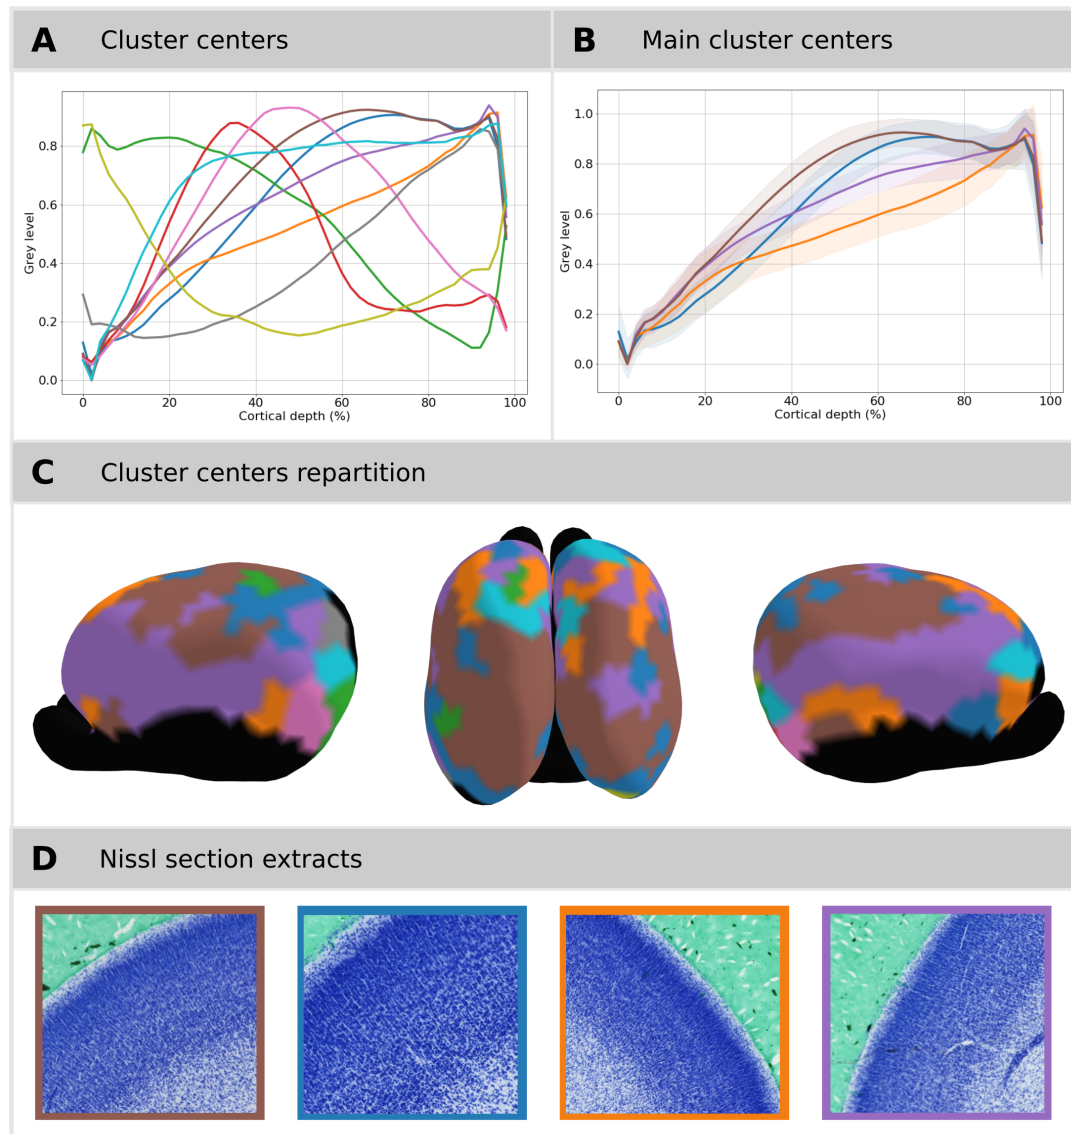 A Cluster centers
B Main cluster centers
Grey level
0.8
0.6
0.4
0.2
0.0
0 20 40 60 80 100
Cortical depth (%)
Grey level
1.0
0.8
0.6
0.4
0.2
0.0
0 20 40 60 80 100
Cortical depth (%)
C Cluster centers repartition
D Nissl section extracts